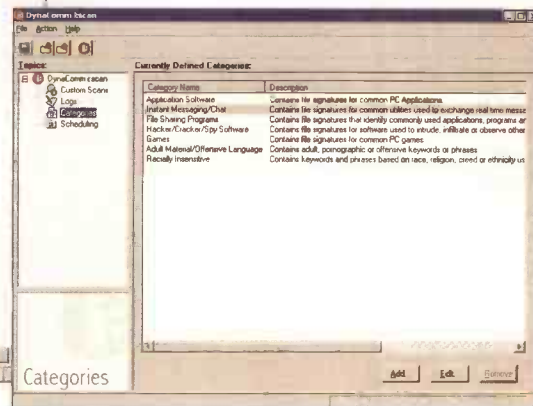 DynaComm i:scan
File Action Help
Topics:
DynaComm i:scan
Custom Scans
Logs
Categories
Scheduling
Currently Defined Categories:
Category Name Description
Application Software Contains file signatures for common PC Applications.
Instant Messaging/Chat Contains file signatures for common utilities used to exchange real time messa
File Sharing Programs Contains file signatures that identify commonly used applications, programs ar
Hacker/Cracker/Spy Software Contains file signatures for software used to intrude, infiltrate or observe other
Games Contains file signatures for common PC games.
Adult Material/Offensive Language Contains adult, pornographic or offensive keywords or phrases
Racially Insensitive Contains keywords and phrases based on race, religion, creed or ethnicity us
Categories
Add Edit Remove